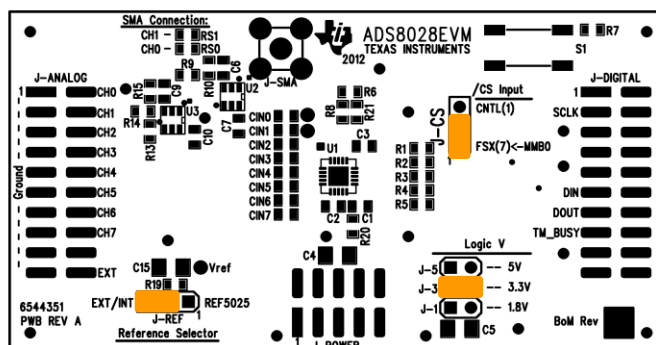 SMA Connection:
CH1 - RS1
CH0 - RS0
R9
R10
C6
J-SMA
2012
ADS8028EVM
TEXAS INSTRUMENTS
S1
R7
J-ANALOG
1
CH0
CH1
CH2
CH3
CH4
CH5
CH6
CH7
EXT
Ground
R15
C9
R14
R13
U3
C10
U2
C7
CIN0
CIN1
CIN2
CIN3
CIN4
CIN5
CIN6
CIN7
R6
R8
R21
C3
U1
C2
C1
R20
C4
R1
R2
R3
R4
R5
/CS Input
CNTL(1)
J-CS
FSX(7)<-MMB0
J-DIGITAL
1
SCLK
DIN
DOUT
TM_BUSY
C15
Vref
R19
EXT/INT
REF5025
J-REF
1
Reference Selector
6544351
PWB REV A
1
J-POWER
Logic V
J-5 -- 5V
J-3 -- 3.3V
J-1 -- 1.8V
C5
BoM Rev